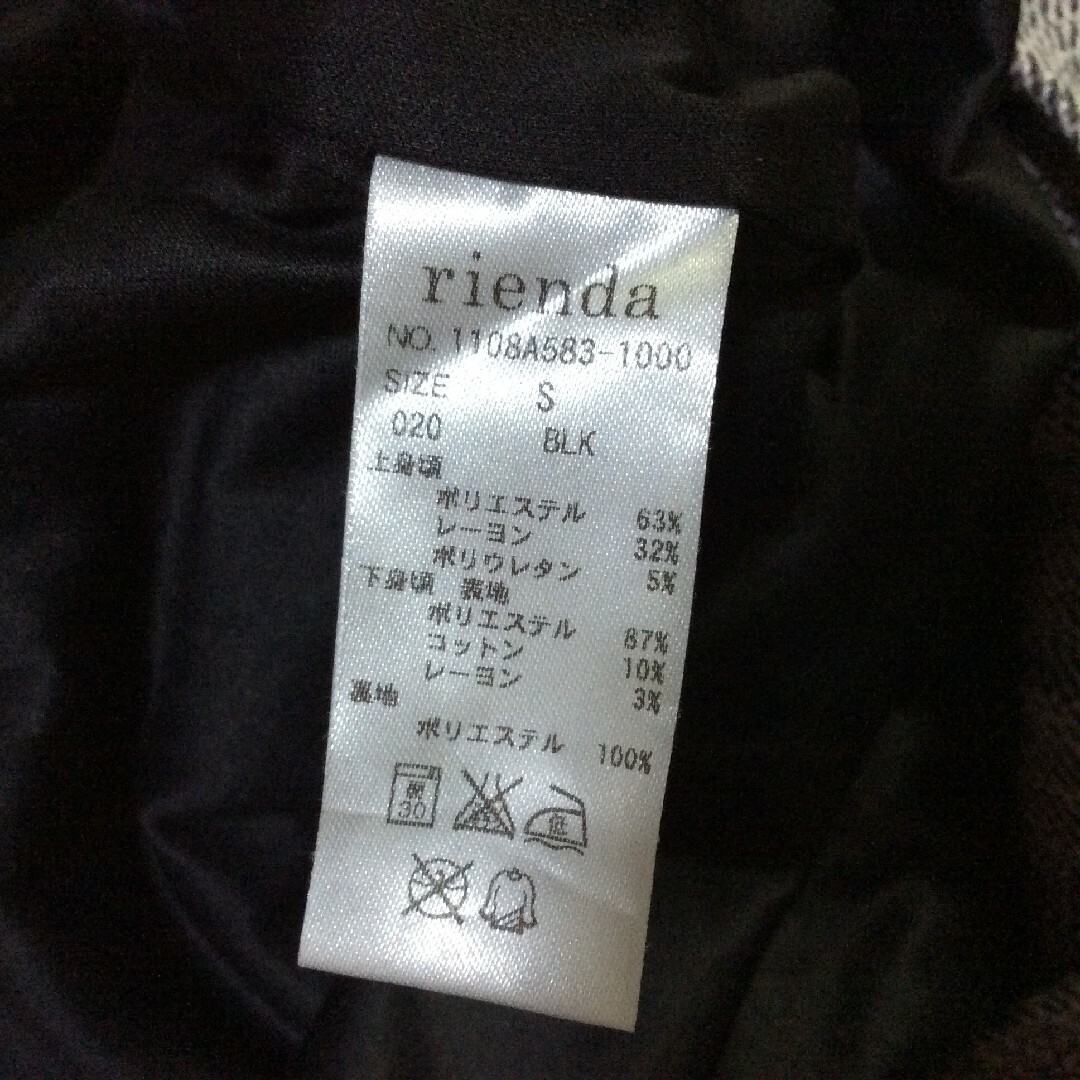 rienda
NO. 1108A583-1000
SIZE S
020 BLK
上身頃
ポリエステル 63%
レーヨン 32%
ポリウレタン 5%
下身頃 表地
ポリエステル 87%
コットン 10%
レーヨン 3%
裏地
ポリエステル 100%
30
低